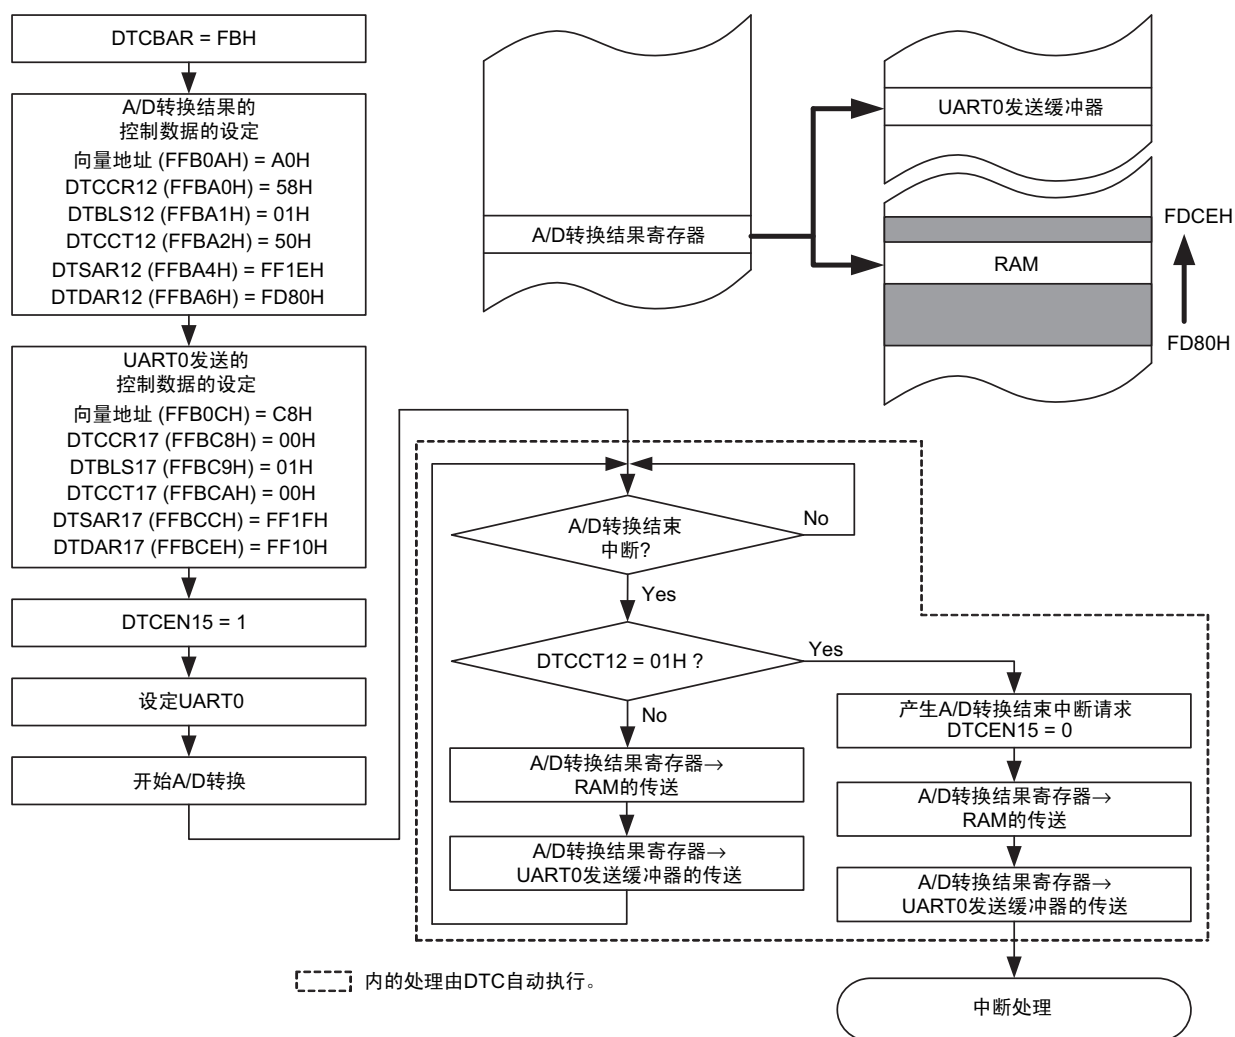 DTCBAR = FBH
A/D转换结果的
控制数据的设定
向量地址 (FFB0AH) = A0H
DTCCR12 (FFBA0H) = 58H
DTBLS12 (FFBA1H) = 01H
DTCCT12 (FFBA2H) = 50H
DTSAR12 (FFBA4H) = FF1EH
DTDAR12 (FFBA6H) = FD80H
UART0发送的
控制数据的设定
向量地址 (FFB0CH) = C8H
DTCCR17 (FFBC8H) = 00H
DTBLS17 (FFBC9H) = 01H
DTCCT17 (FFBCAH) = 00H
DTSAR17 (FFBCCH) = FF1FH
DTDAR17 (FFBCEH) = FF10H
DTCEN15 = 1
设定UART0
开始A/D转换
A/D转换结果寄存器
UART0发送缓冲器
RAM
FDCEH
FD80H
A/D转换结束
中断?
No
Yes
DTCCT12 = 01H ?
Yes
No
A/D转换结果寄存器→
RAM的传送
A/D转换结果寄存器→
UART0发送缓冲器的传送
产生A/D转换结束中断请求
DTCEN15 = 0
A/D转换结果寄存器→
RAM的传送
A/D转换结果寄存器→
UART0发送缓冲器的传送
中断处理
内的处理由DTC自动执行。